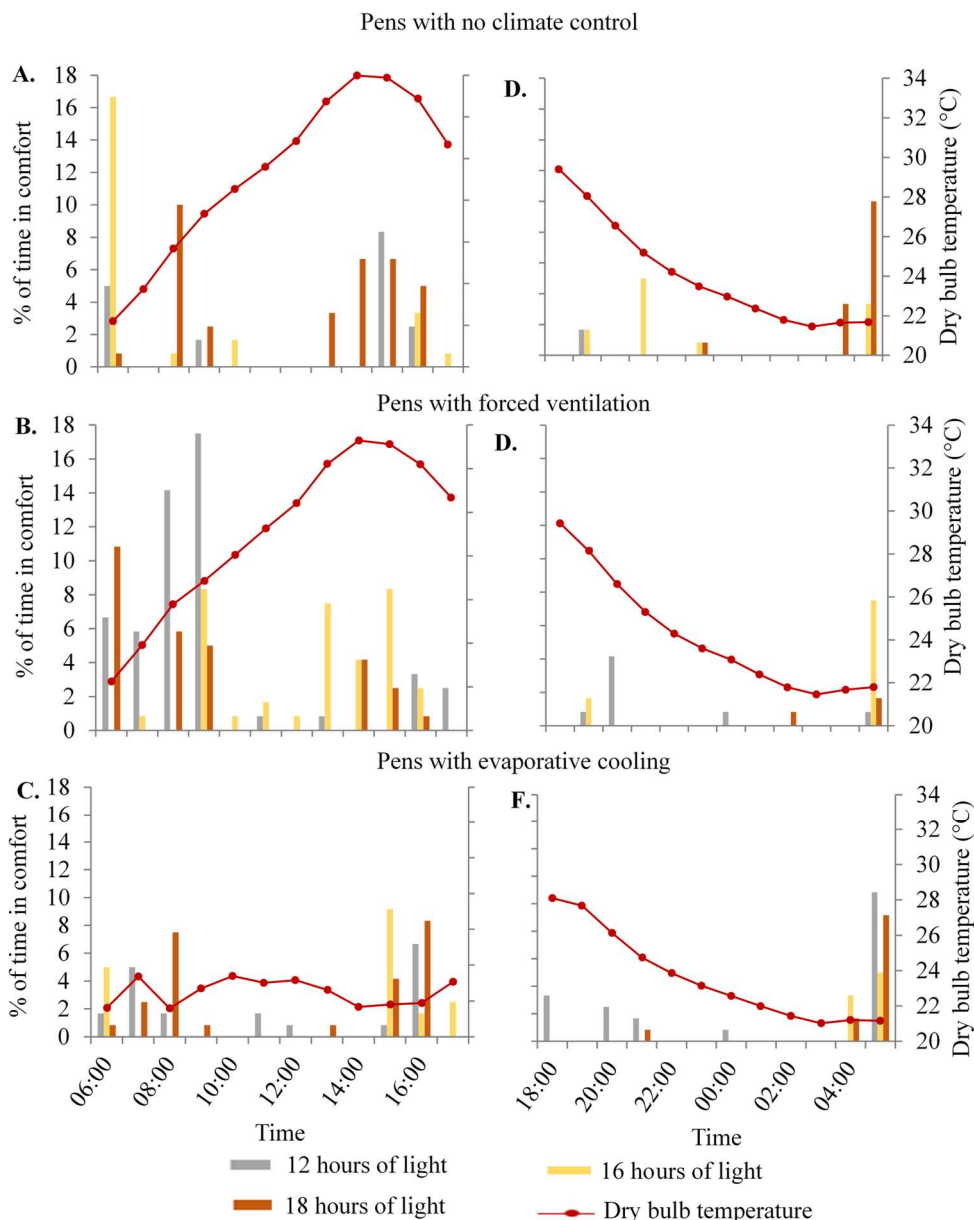 Pens with no climate control
A.
D.
18
16
14
12
10
8
6
4
2
0
% of time in comfort
34
32
30
28
26
24
22
20
Dry bulb temperature (°C)
Pens with forced ventilation
B.
D.
18
16
14
12
10
8
6
4
2
0
% of time in comfort
34
32
30
28
26
24
22
20
Dry bulb temperature (°C)
Pens with evaporative cooling
C.
F.
18
16
14
12
10
8
6
4
2
0
% of time in comfort
34
32
30
28
26
24
22
20
Dry bulb temperature (°C)
06:00 08:00 10:00 12:00 14:00 16:00
18:00 20:00 22:00 00:00 02:00 04:00
Time
Time
12 hours of light
16 hours of light
18 hours of light
Dry bulb temperature